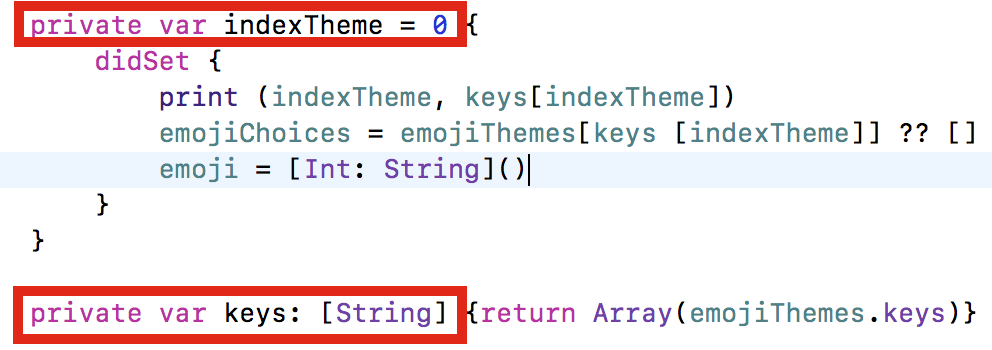 private var indexTheme = 0 {
didSet {
print (indexTheme, keys[indexTheme])
emojiChoices = emojiThemes[keys [indexTheme]] ?? []
emoji = [Int: String]()
}
}
private var keys: [String] {return Array(emojiThemes.keys)}